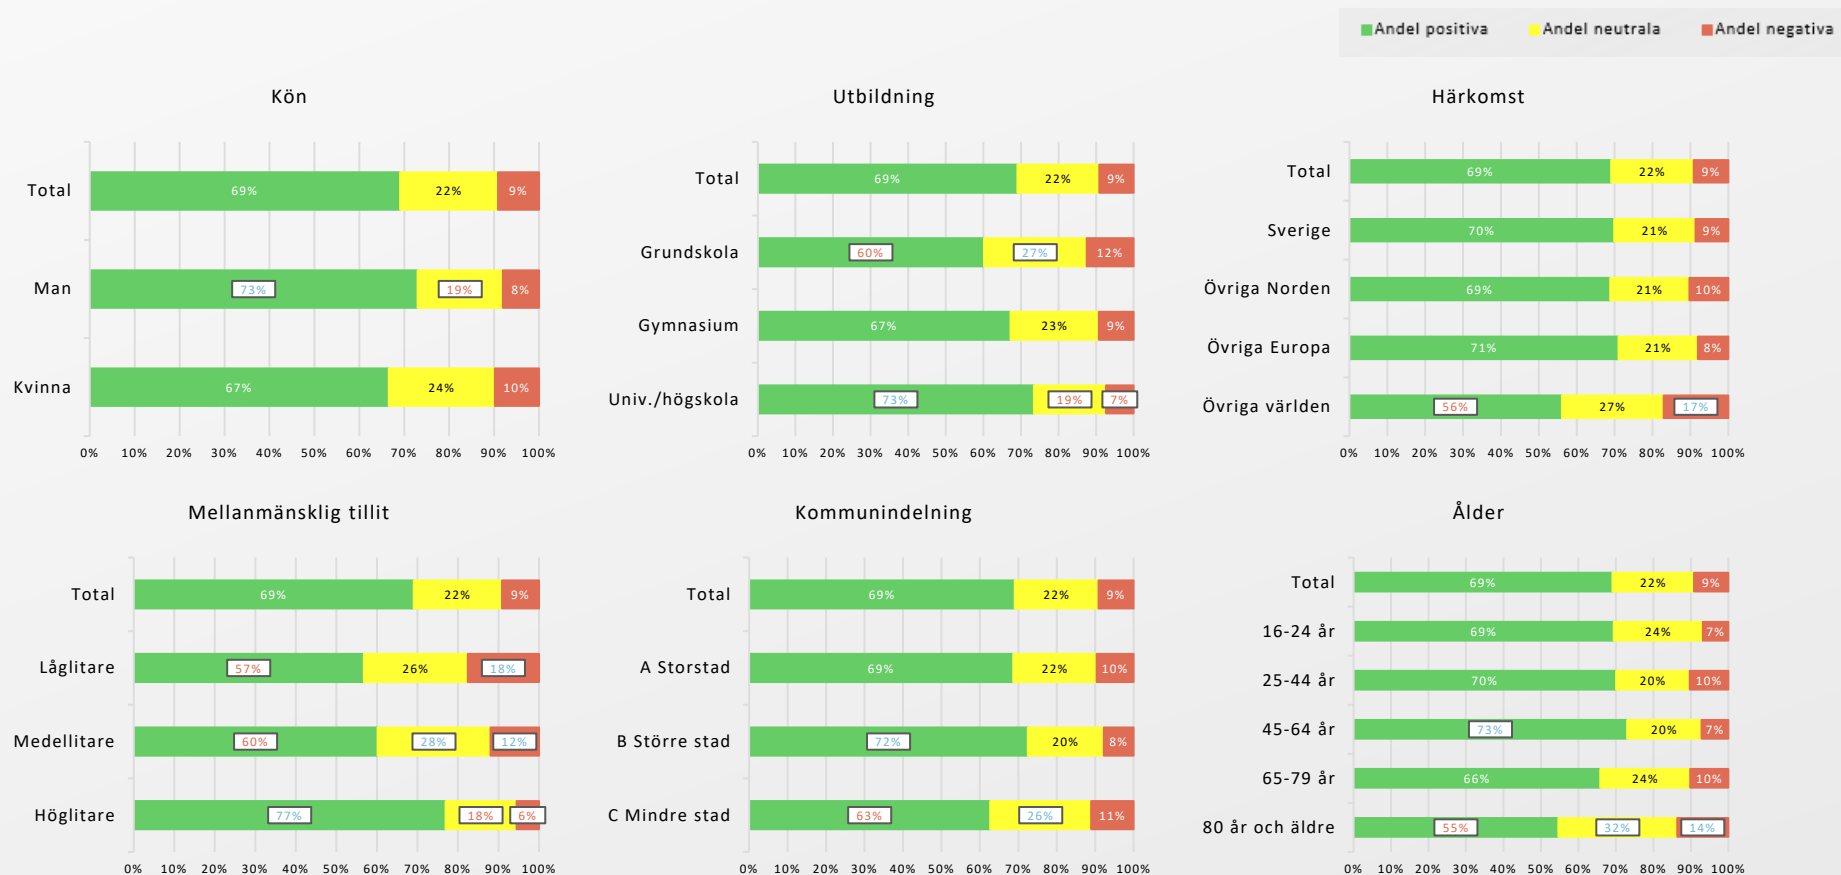 Andel positiva Andel neutrala Andel negativa
Kön
Total 69% 22% 9%
Man 73% 19% 8%
Kvinna 67% 24% 10%
0% 10% 20% 30% 40% 50% 60% 70% 80% 90% 100%
Utbildning
Total 69% 22% 9%
Grundskola 60% 27% 12%
Gymnasium 67% 23% 9%
Univ./högskola 73% 19% 7%
0% 10% 20% 30% 40% 50% 60% 70% 80% 90% 100%
Härkomst
Total 69% 22% 9%
Sverige 70% 21% 9%
Övriga Norden 69% 21% 10%
Övriga Europa 71% 21% 8%
Övriga världen 56% 27% 17%
0% 10% 20% 30% 40% 50% 60% 70% 80% 90% 100%
Mellanmänsklig tillit
Total 69% 22% 9%
Låglitare 57% 26% 18%
Medellitare 60% 28% 12%
Höglitare 77% 18% 6%
0% 10% 20% 30% 40% 50% 60% 70% 80% 90% 100%
Kommunindelning
Total 69% 22% 9%
A Storstad 69% 22% 10%
B Större stad 72% 20% 8%
C Mindre stad 63% 26% 11%
0% 10% 20% 30% 40% 50% 60% 70% 80% 90% 100%
Ålder
Total 69% 22% 9%
16-24 år 69% 24% 7%
25-44 år 70% 20% 10%
45-64 år 73% 20% 7%
65-79 år 66% 24% 10%
80 år och äldre 55% 32% 14%
0% 10% 20% 30% 40% 50% 60% 70% 80% 90% 100%